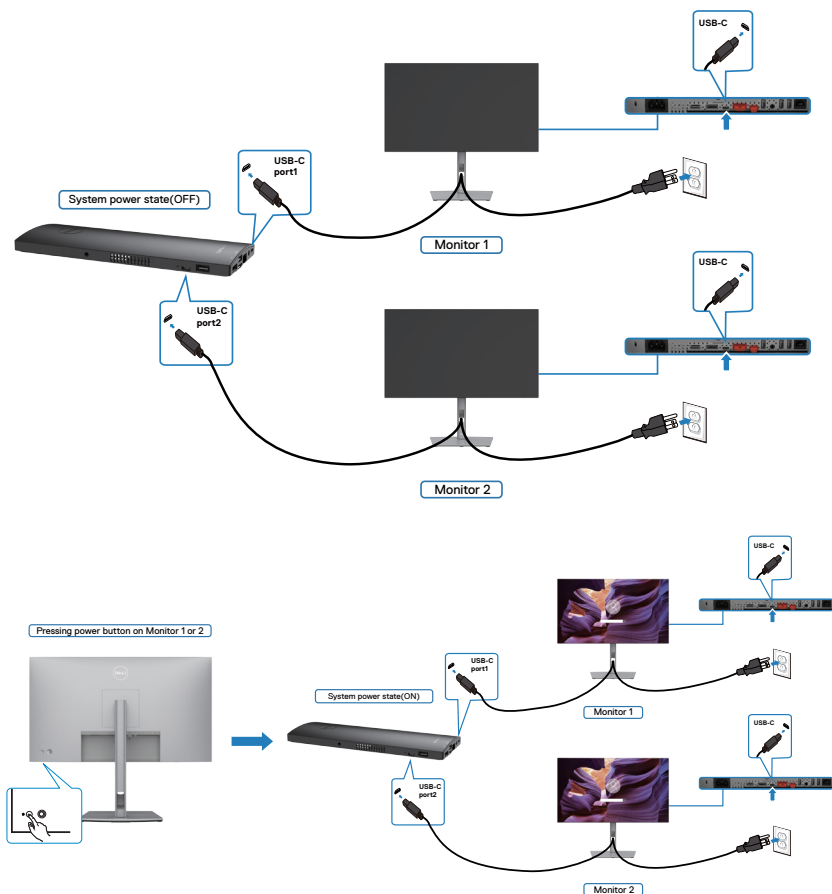 USB-C
USB-C
port1
System power state(OFF)
Monitor 1
USB-C
USB-C
port2
Monitor 2
USB-C
Pressing power button on Monitor 1 or 2
USB-C
port1
DELL
System power state(ON)
Monitor 1
USB-C
USB-C
port2
Monitor 2